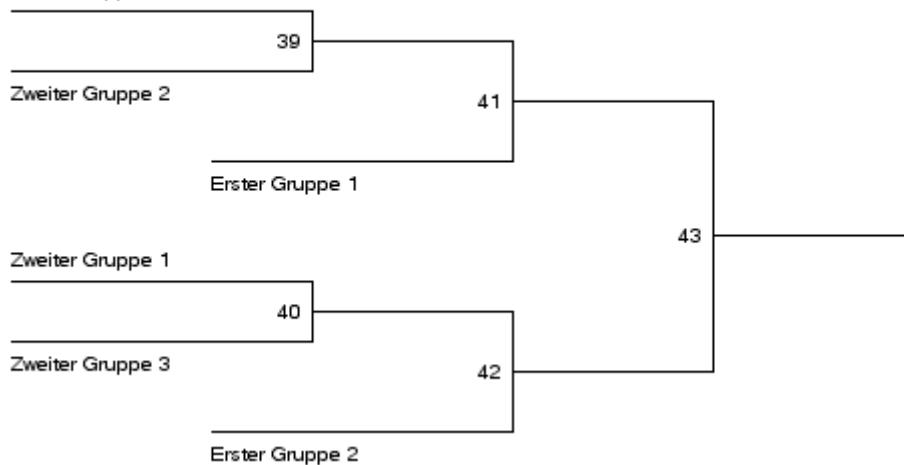 39
Zweiter Gruppe 2
41
Erster Gruppe 1
43
Zweiter Gruppe 1
40
Zweiter Gruppe 3
42
Erster Gruppe 2